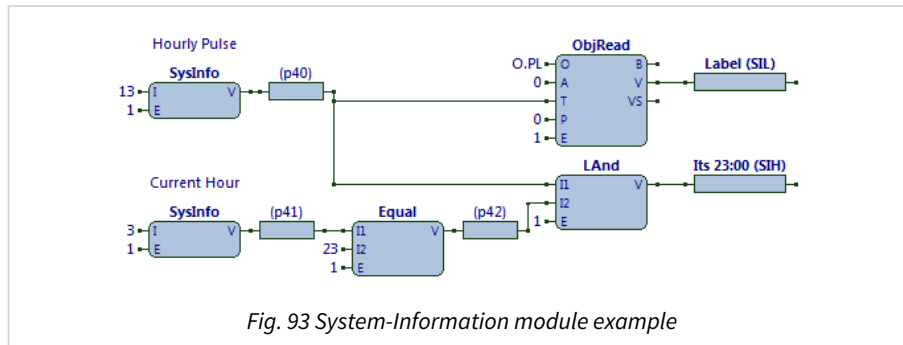 Hourly Pulse
SysInfo
13 I V
1 E
(p40)
ObjRead
O.PL O B
0 A V
T VS
0 P
1 E
Label (SIL)
Current Hour
SysInfo
3 I V
1 E
(p41)
Equal
I1 V
23 I2
1 E
(p42)
LAnd
I1 V
I2
1 E
Its 23:00 (SIH)
Fig. 93 System-Information module example